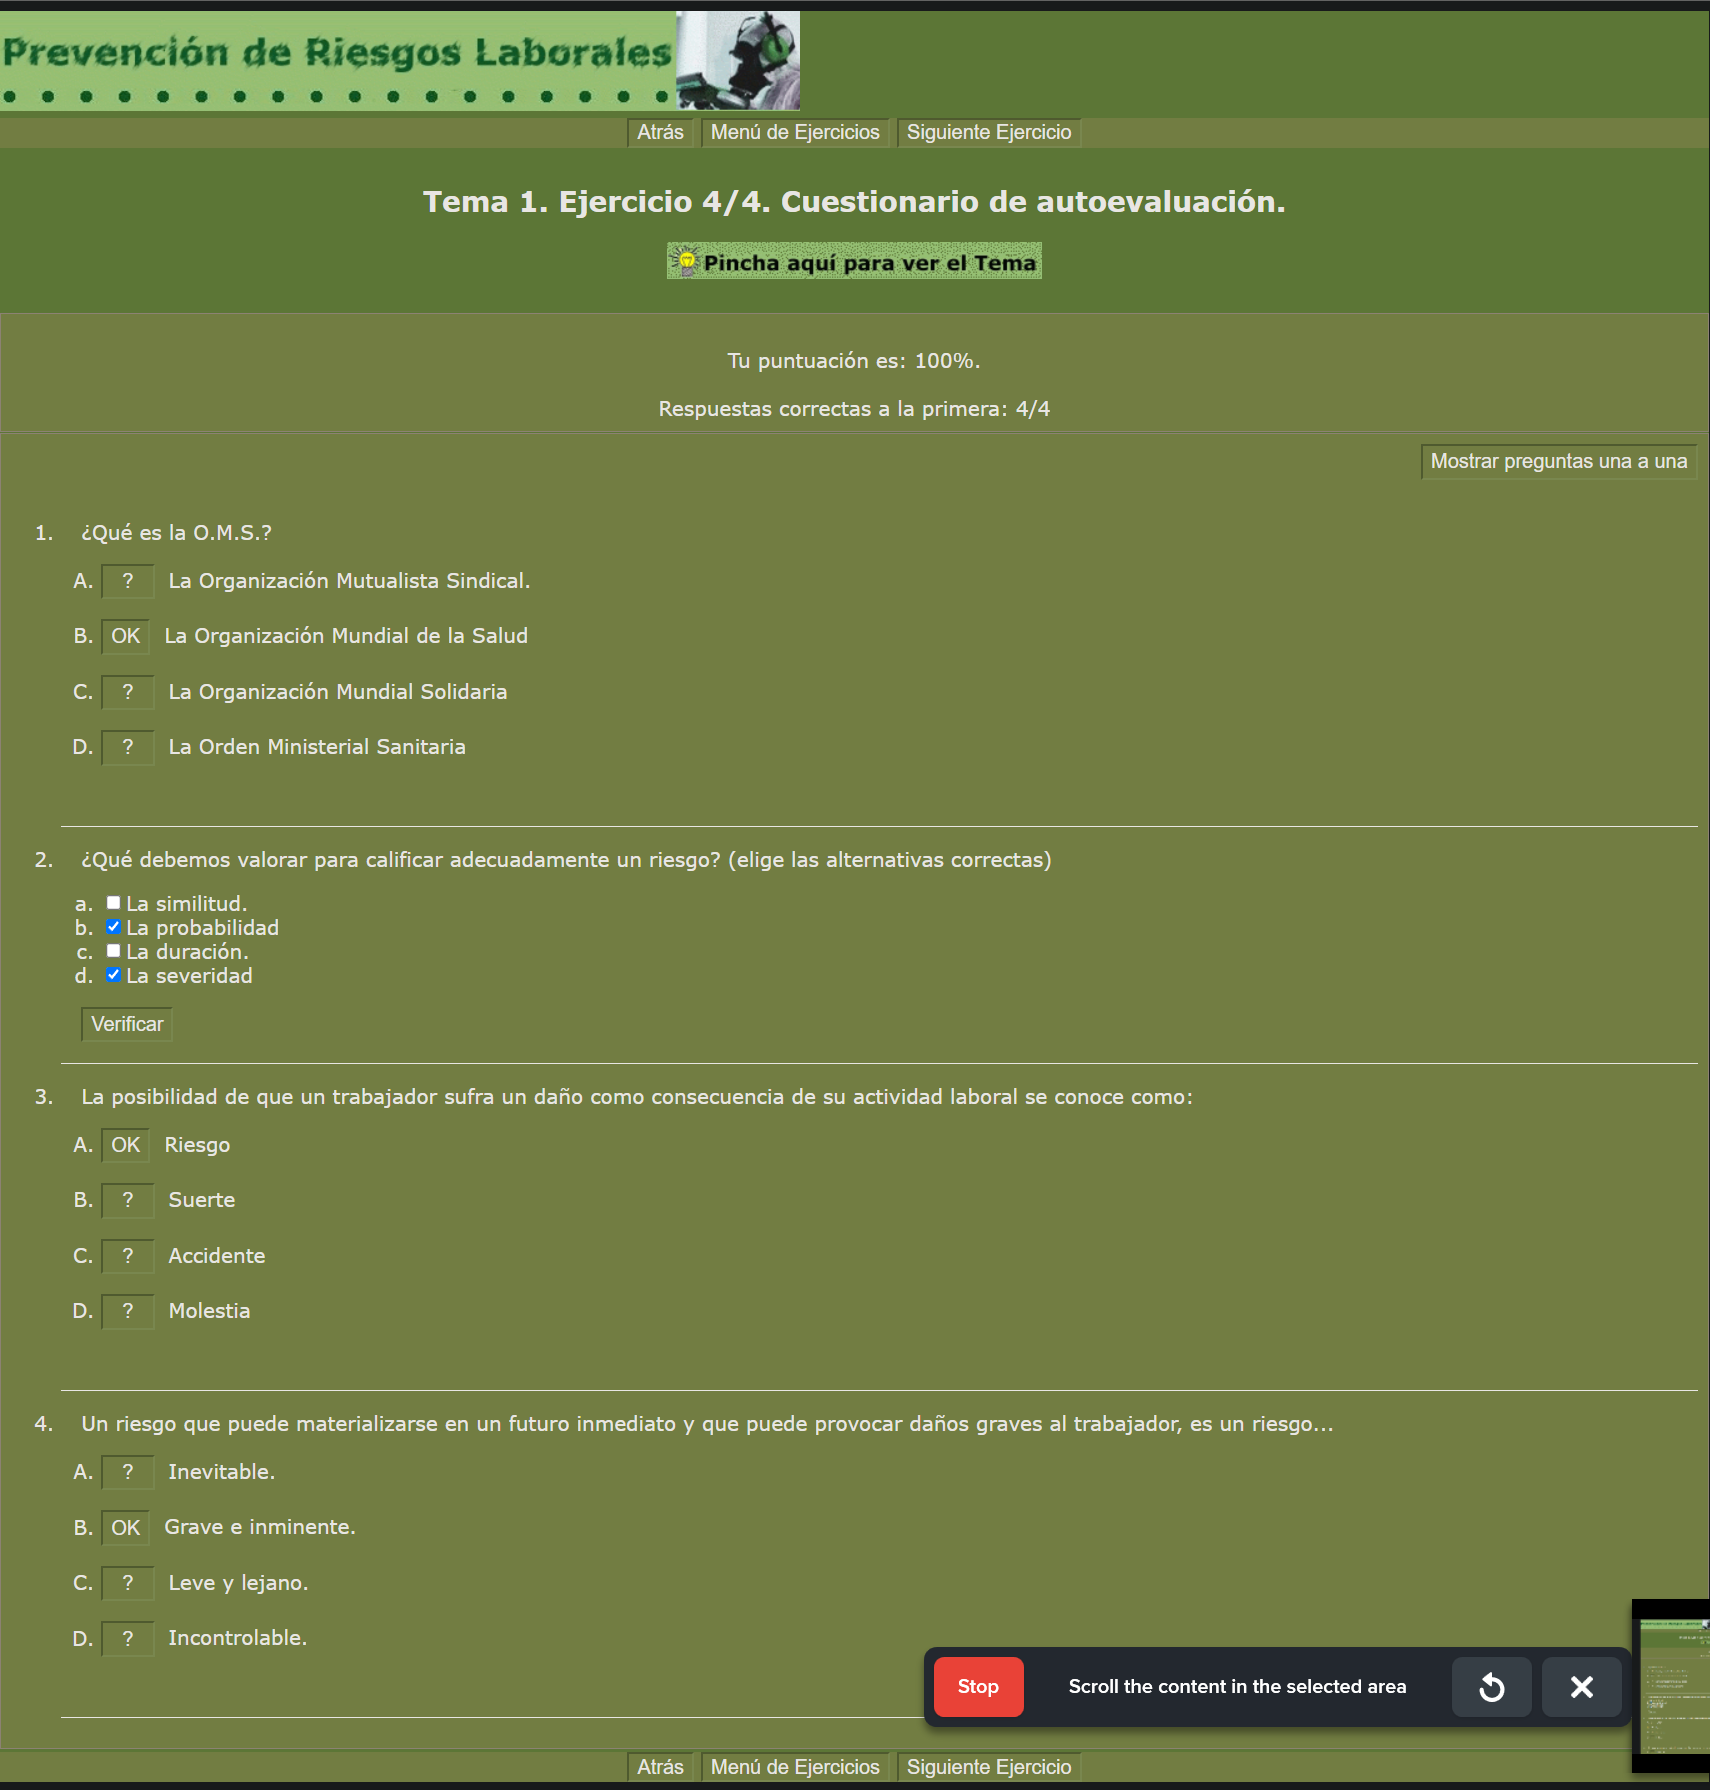 Prevención de Riesgos Laborales
Atrás Menú de Ejercicios Siguiente Ejercicio
Tema 1. Ejercicio 4/4. Cuestionario de autoevaluación.
Pincha aquí para ver el Tema
Tu puntuación es: 100%.
Respuestas correctas a la primera: 4/4
Mostrar preguntas una a una
1. ¿Qué es la O.M.S.?
A. ? La Organización Mutualista Sindical.
B. OK La Organización Mundial de la Salud
C. ? La Organización Mundial Solidaria
D. ? La Orden Ministerial Sanitaria
2. ¿Qué debemos valorar para calificar adecuadamente un riesgo? (elige las alternativas correctas)
a. La similitud.
b. La probabilidad
c. La duración.
d. La severidad
Verificar
3. La posibilidad de que un trabajador sufra un daño como consecuencia de su actividad laboral se conoce como:
A. OK Riesgo
B. ? Suerte
C. ? Accidente
D. ? Molestia
4. Un riesgo que puede materializarse en un futuro inmediato y que puede provocar daños graves al trabajador, es un riesgo...
A. ? Inevitable.
B. OK Grave e inminente.
C. ? Leve y lejano.
D. ? Incontrolable.
Stop Scroll the content in the selected area
Atrás Menú de Ejercicios Siguiente Ejercicio